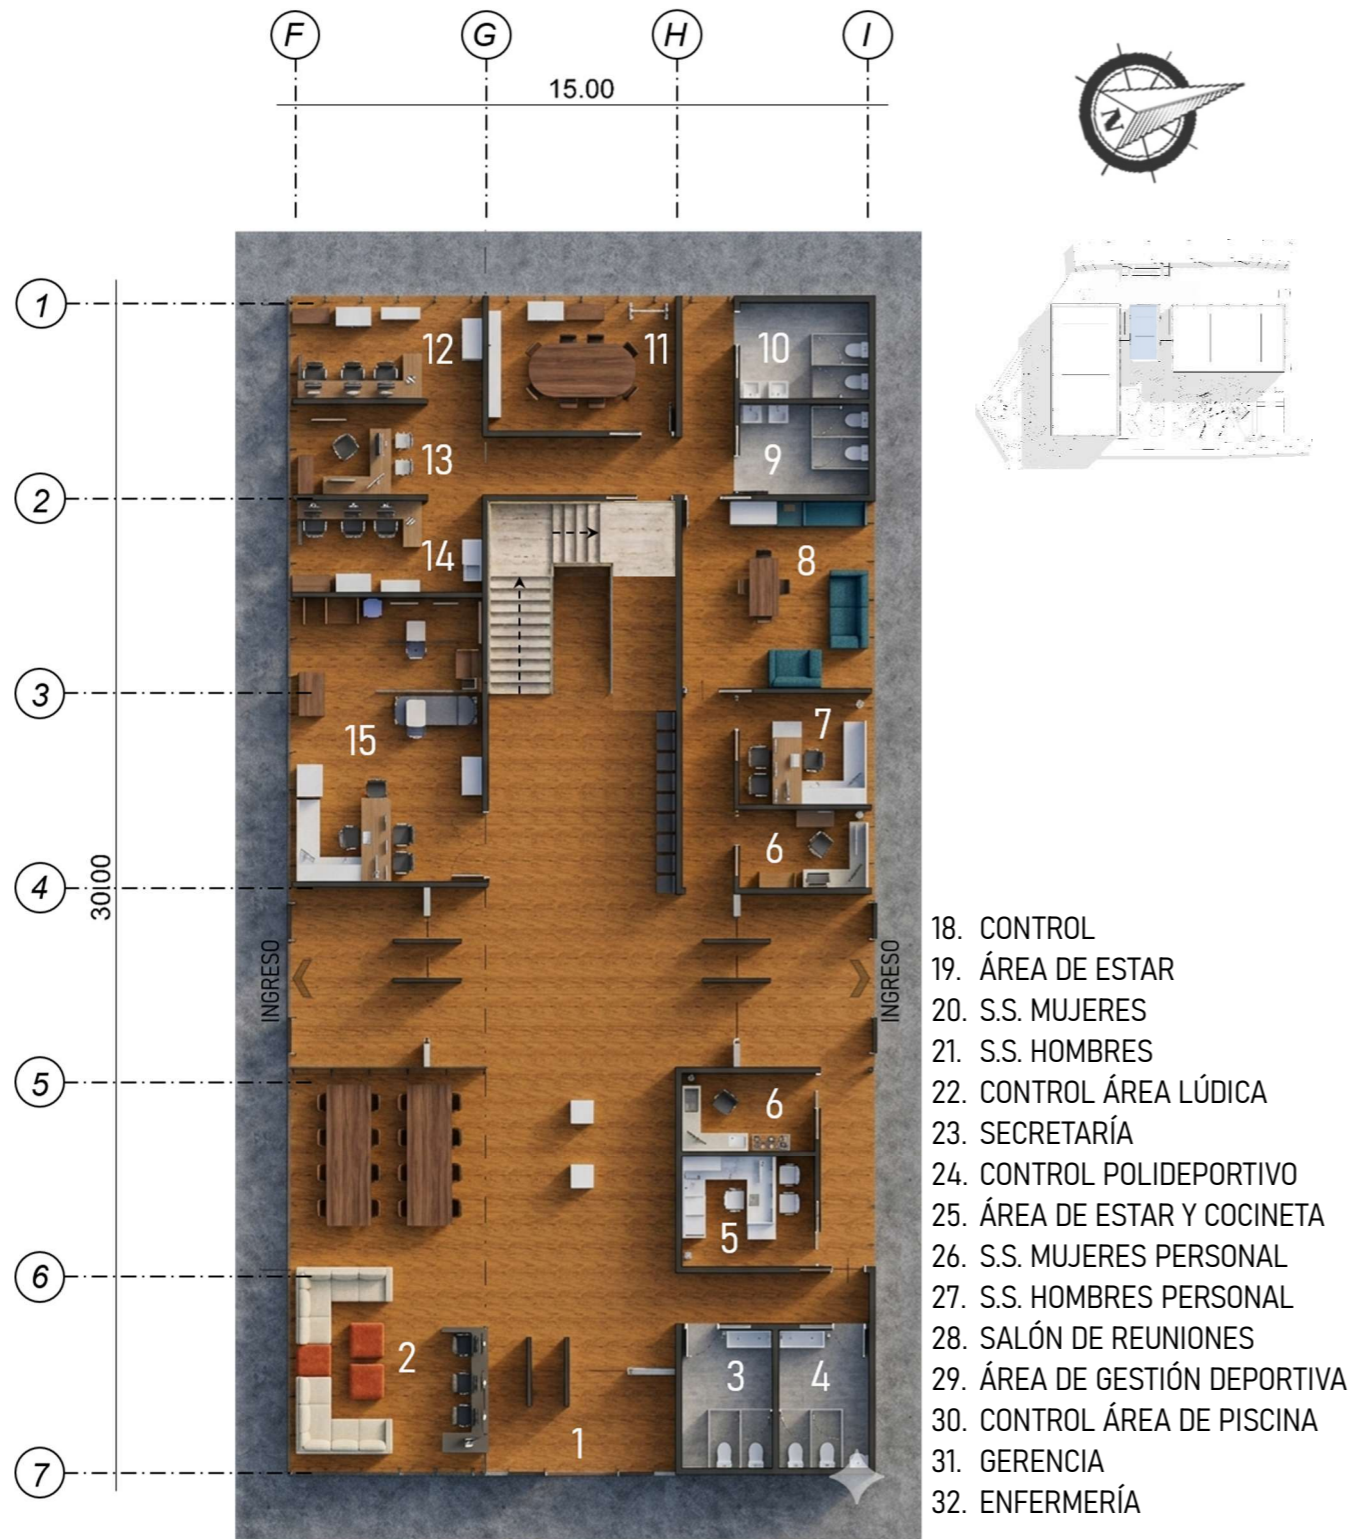 F G H I
15.00
N
1
12
11
10
13
9
2
14
8
3
7
15
6
4
30.00
INGRESO
INGRESO
5
6
5
6
2
3
4
1
7
18. CONTROL
19. ÁREA DE ESTAR
20. S.S. MUJERES
21. S.S. HOMBRES
22. CONTROL ÁREA LÚDICA
23. SECRETARÍA
24. CONTROL POLIDEPORTIVO
25. ÁREA DE ESTAR Y COCINETA
26. S.S. MUJERES PERSONAL
27. S.S. HOMBRES PERSONAL
28. SALÓN DE REUNIONES
29. ÁREA DE GESTIÓN DEPORTIVA
30. CONTROL ÁREA DE PISCINA
31. GERENCIA
32. ENFERMERÍA